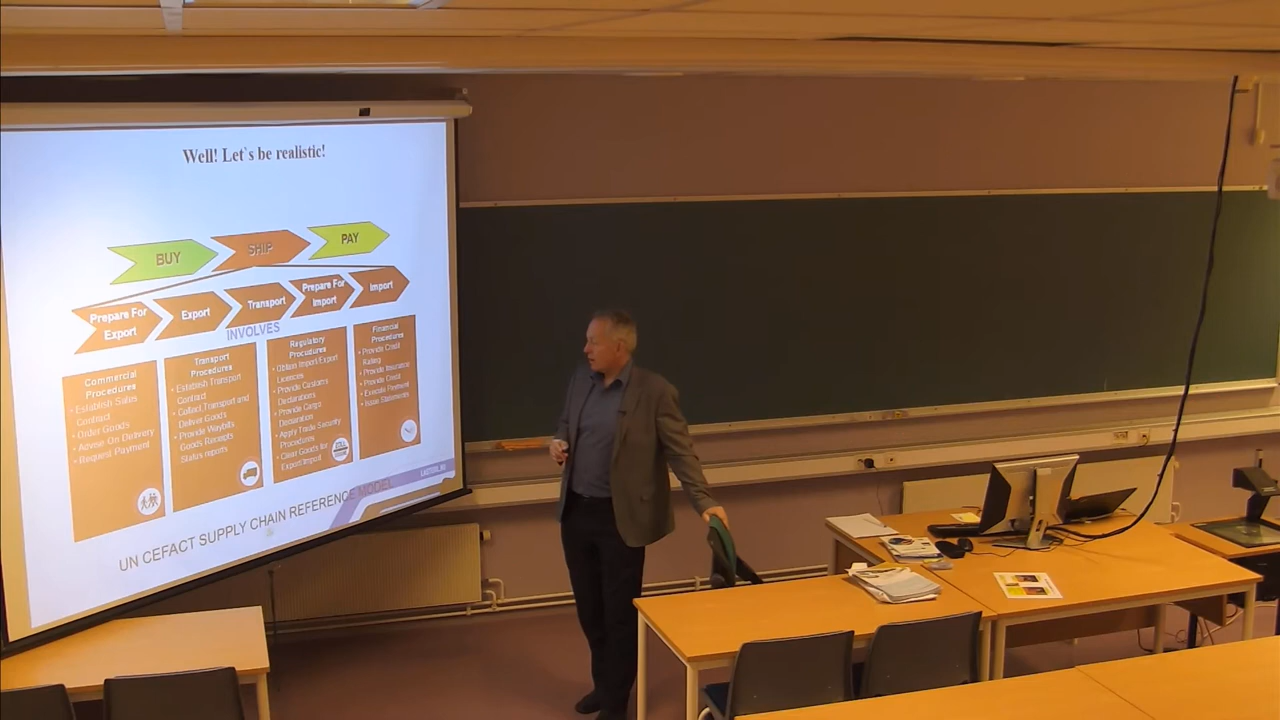 Well! Let`s be realistic!
BUY
SHIP
PAY
Prepare For
Export
Export
Transport
Prepare For
Import
Import
INVOLVES
Commercial
Procedures
• Establish Sales
Contract
• Order Goods
• Advise On Delivery
• Request Payment
Transport
Procedures
• Establish Transport
Contract
• Collect,Transport and
Deliver Goods
• Provide Waybills
Goods Receipts
Status reports
Regulatory
Procedures
• Obtain Import/Export
Licences
• Provide Customs
Declarations
• Provide Cargo
Declaration
• Apply Trade Security
Procedures
• Clear Goods for
Export/Import
Financial
Procedures
• Provide Credit
Rating
• Provide Insurance
• Provide Credit
• Execute Payment
• Issue Statements
UN CEFACT SUPPLY CHAIN REFERENCE MODEL